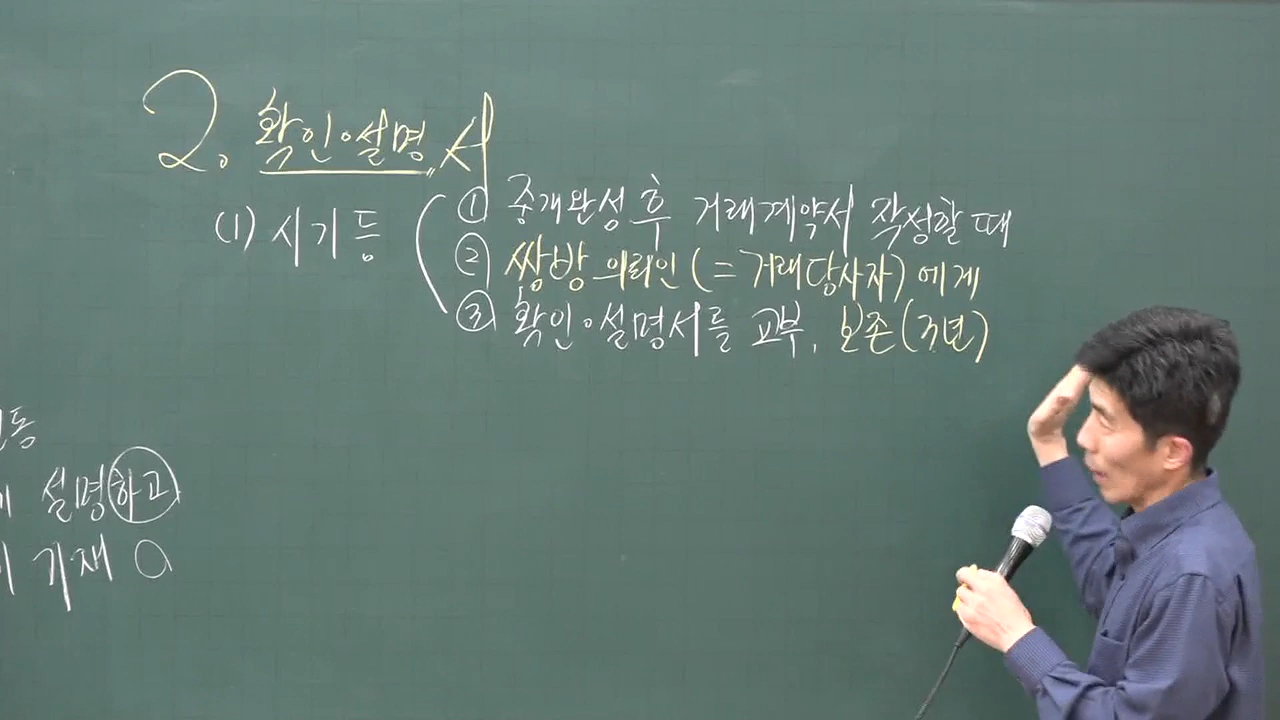 2. 확인·설명서
(1) 시기 등
① 중개완성 후 거래계약서 작성할 때
② 쌍방 의뢰인 (= 거래당사자) 에게
③ 확인·설명서를 교부, 보존 (3년)
설명하고
기재